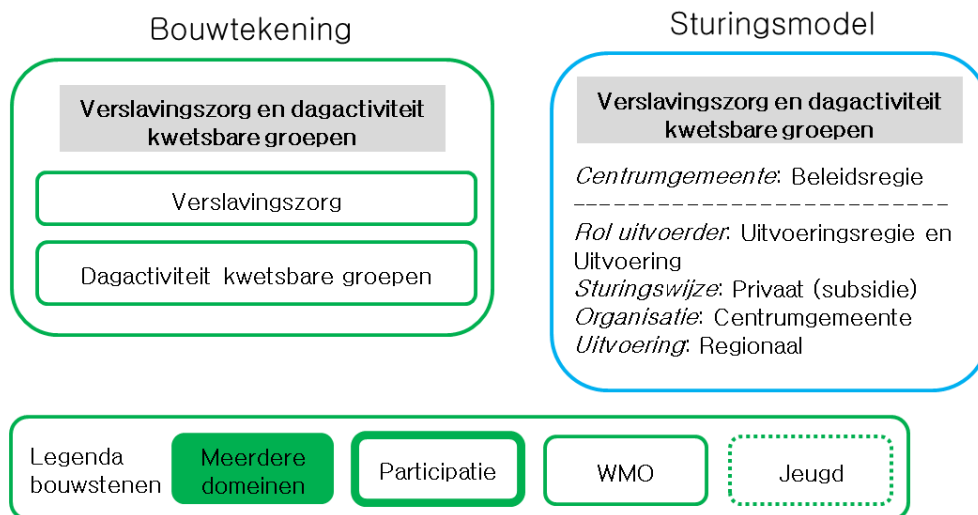 Bouwtekening
Verslavingszorg en dagactiviteit
kwetsbare groepen
Verslavingszorg
Dagactiviteit kwetsbare groepen
Sturingsmodel
Verslavingszorg en dagactiviteit
kwetsbare groepen
Centrumgemeente: Beleidsregie
----------------------------
Rol uitvoerder: Uitvoeringsregie en
Uitvoering
Sturingswijze: Privaat (subsidie)
Organisatie: Centrumgemeente
Uitvoering: Regionaal
Legenda
bouwstenen
Meerdere
domeinen
Participatie
WMO
Jeugd